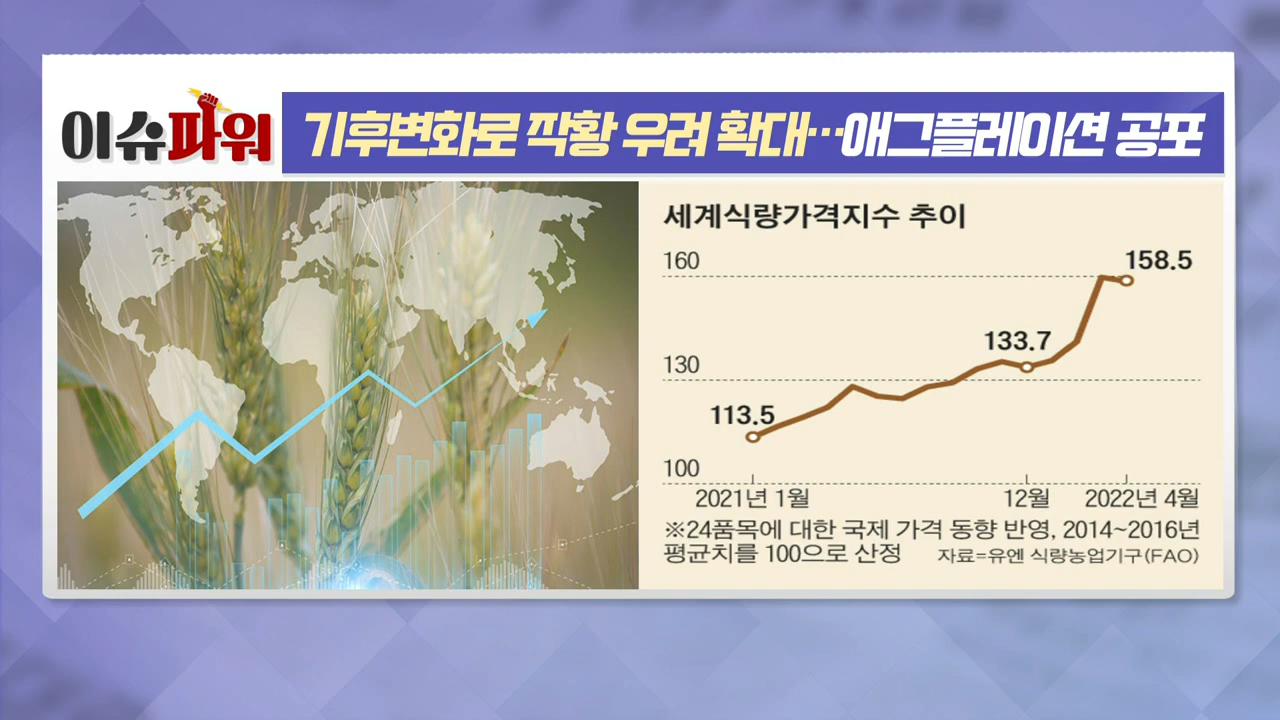 이슈파워
기후변화로 작황 우려 확대…애그플레이션 공포
세계식량가격지수 추이
160
158.5
133.7
130
113.5
100
2021년 1월 12월 2022년 4월
※24품목에 대한 국제 가격 동향 반영, 2014~2016년
평균치를 100으로 산정 자료=유엔 식량농업기구(FAO)